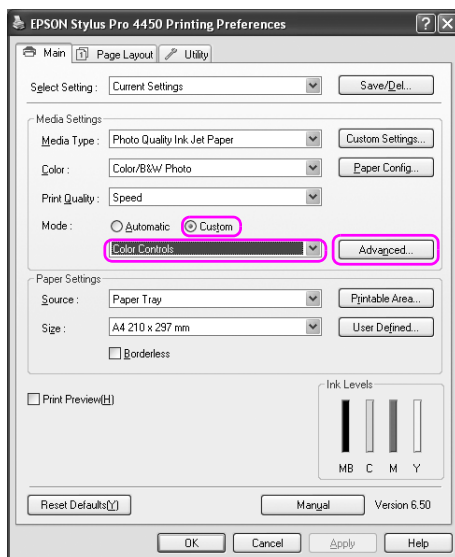 EPSON Stylus Pro 4450 Printing Preferences
Main Page Layout Utility
Select Setting : Current Settings Save/Del...
Media Settings
Media Type : Photo Quality Ink Jet Paper Custom Settings...
Color : Color/B&W Photo Paper Config...
Print Quality : Speed
Mode : Automatic Custom
Color Controls Advanced...
Paper Settings
Source : Paper Tray Printable Area...
Size : A4 210 x 297 mm User Defined...
Borderless
Print Preview(H)
Ink Levels
MB C M Y
Reset Defaults(Y) Manual Version 6.50
OK Cancel Apply Help